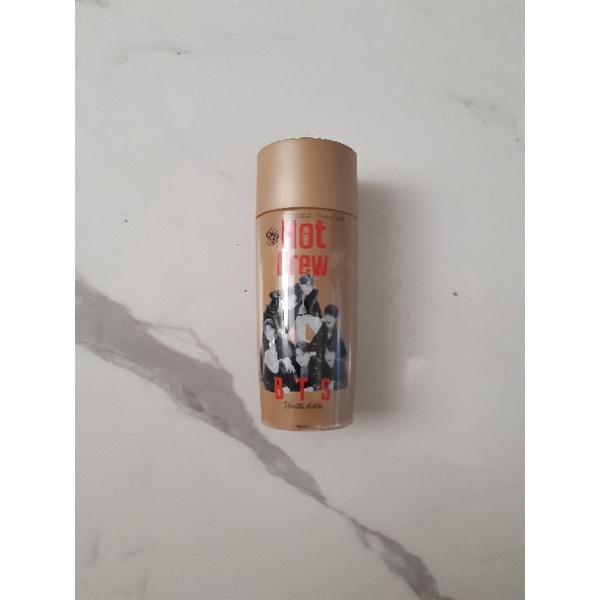 Hot
Brew
BTS
Vanilla Latte